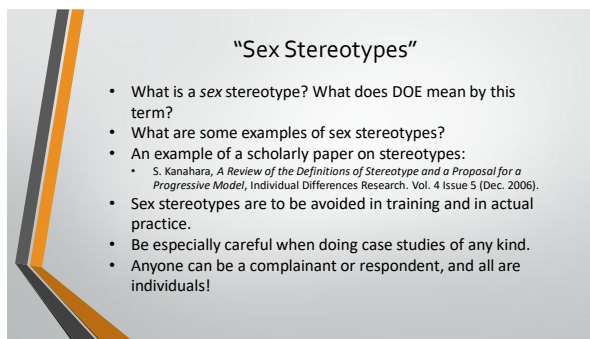 “Sex Stereotypes”
• What is a sex stereotype? What does DOE mean by this
term?
• What are some examples of sex stereotypes?
• An example of a scholarly paper on stereotypes:
• S. Kanahara, A Review of the Definitions of Stereotype and a Proposal for a
Progressive Model, Individual Differences Research. Vol. 4 Issue 5 (Dec. 2006).
• Sex stereotypes are to be avoided in training and in actual
practice.
• Be especially careful when doing case studies of any kind.
• Anyone can be a complainant or respondent, and all are
individuals!